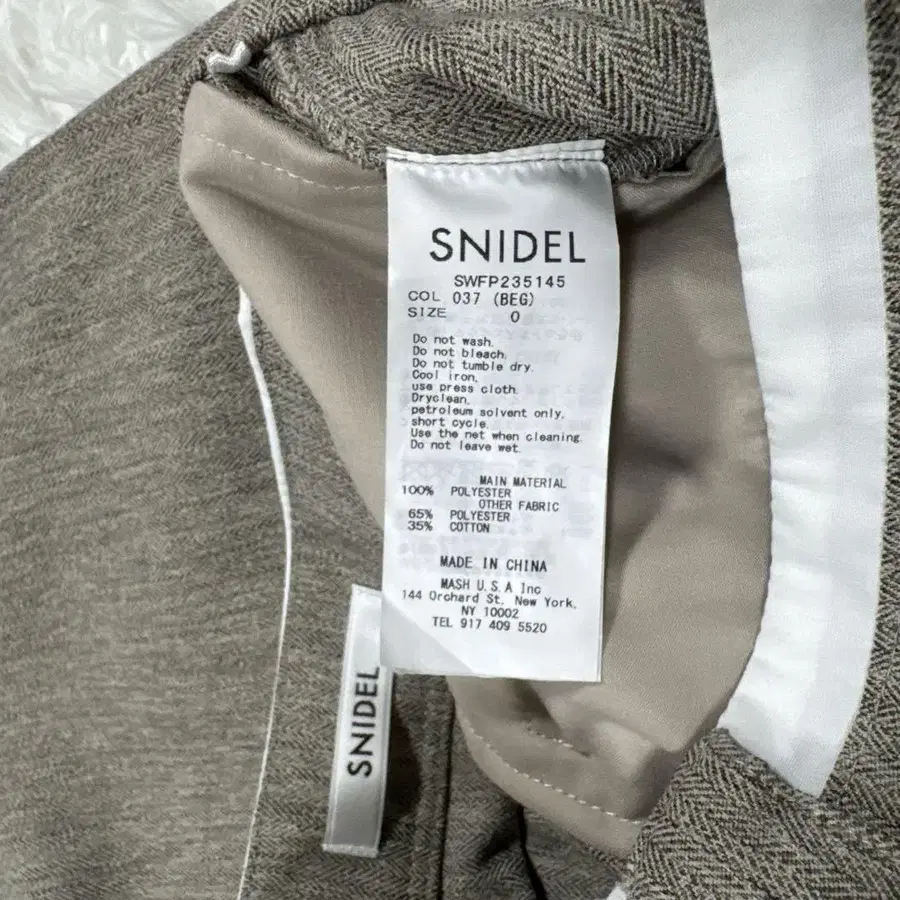 SNIDEL
SWFP235145
COL 037 (BEG)
SIZE 0
Do not wash.
Do not bleach.
Do not tumble dry.
Cool iron.
use press cloth.
Dryclean.
petroleum solvent only.
short cycle.
Use the net when cleaning.
Do not leave wet.
MAIN MATERIAL
100% POLYESTER
OTHER FABRIC
65% POLYESTER
35% COTTON
MADE IN CHINA
MASH U.S.A Inc
144 Orchard St. New York.
NY 10002
TEL 917 409 5520
SNIDEL